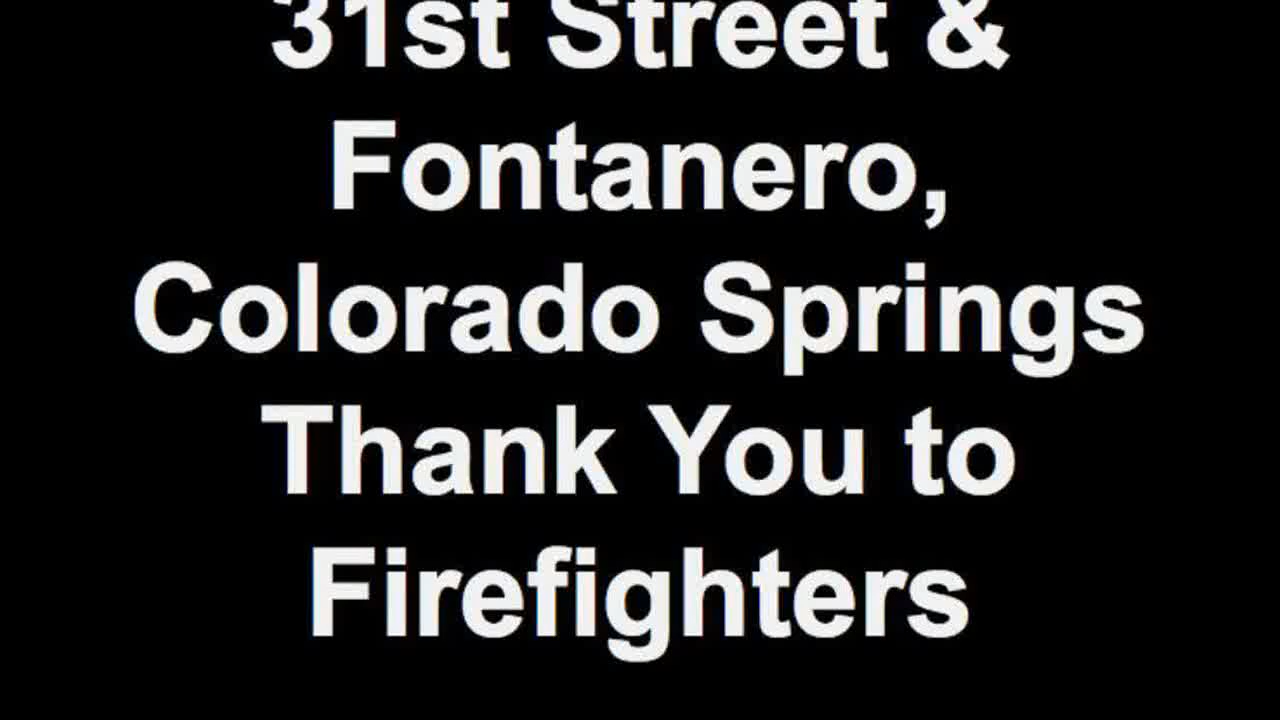 31st Street &
Fontanero,
Colorado Springs
Thank You to
Firefighters